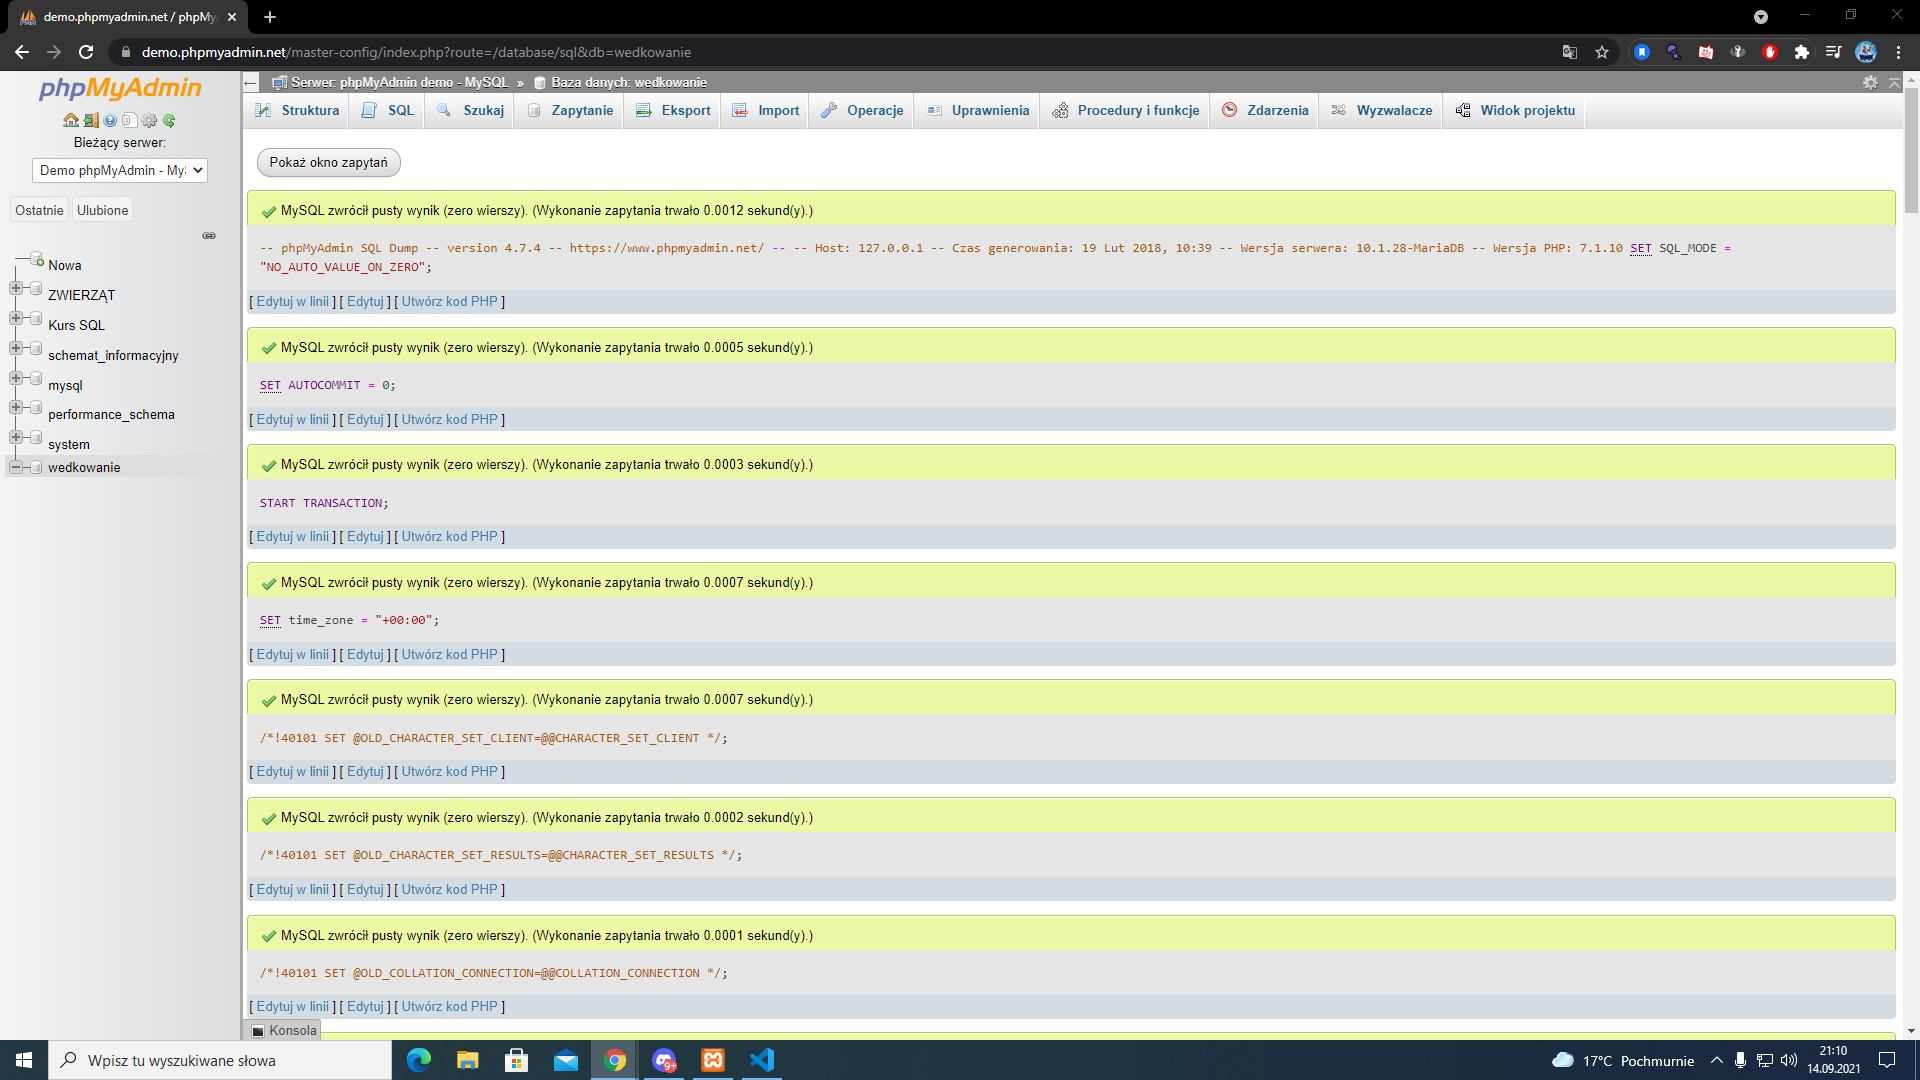 demo.phpmyadmin.net / phpMy
demo.phpmyadmin.net/master-config/index.php?route=/database/sql&db=wedkowanie
phpMyAdmin
Bieżący serwer:
Demo phpMyAdmin - My
Ostatnie
Ulubione
Nowa
ZWIERZĄT
Kurs SQL
schemat_informacyjny
mysql
performance_schema
system
wedkowanie
Serwer: phpMyAdmin demo - MySQL » Baza danych: wedkowanie
Struktura SQL Szukaj Zapytanie Eksport Import Operacje Uprawnienia Procedury i funkcje Zdarzenia Wyzwalacze Widok projektu
Pokaż okno zapytań
MySQL zwrócił pusty wynik (zero wierszy). (Wykonanie zapytania trwało 0.0012 sekund(y).)
-- phpMyAdmin SQL Dump -- version 4.7.4 -- https://www.phpmyadmin.net/ -- -- Host: 127.0.0.1 -- Czas generowania: 19 Lut 2018, 10:39 -- Wersja serwera: 10.1.28-MariaDB -- Wersja PHP: 7.1.10 SET SQL_MODE =
"NO_AUTO_VALUE_ON_ZERO";
[ Edytuj w linii ] [ Edytuj ] [ Utwórz kod PHP ]
MySQL zwrócił pusty wynik (zero wierszy). (Wykonanie zapytania trwało 0.0005 sekund(y).)
SET AUTOCOMMIT = 0;
[ Edytuj w linii ] [ Edytuj ] [ Utwórz kod PHP ]
MySQL zwrócił pusty wynik (zero wierszy). (Wykonanie zapytania trwało 0.0003 sekund(y).)
START TRANSACTION;
[ Edytuj w linii ] [ Edytuj ] [ Utwórz kod PHP ]
MySQL zwrócił pusty wynik (zero wierszy). (Wykonanie zapytania trwało 0.0007 sekund(y).)
SET time_zone = "+00:00";
[ Edytuj w linii ] [ Edytuj ] [ Utwórz kod PHP ]
MySQL zwrócił pusty wynik (zero wierszy). (Wykonanie zapytania trwało 0.0007 sekund(y).)
/*!40101 SET @OLD_CHARACTER_SET_CLIENT=@@CHARACTER_SET_CLIENT */;
[ Edytuj w linii ] [ Edytuj ] [ Utwórz kod PHP ]
MySQL zwrócił pusty wynik (zero wierszy). (Wykonanie zapytania trwało 0.0002 sekund(y).)
/*!40101 SET @OLD_CHARACTER_SET_RESULTS=@@CHARACTER_SET_RESULTS */;
[ Edytuj w linii ] [ Edytuj ] [ Utwórz kod PHP ]
MySQL zwrócił pusty wynik (zero wierszy). (Wykonanie zapytania trwało 0.0001 sekund(y).)
/*!40101 SET @OLD_COLLATION_CONNECTION=@@COLLATION_CONNECTION */;
[ Edytuj w linii ] [ Edytuj ] [ Utwórz kod PHP ]
Konsola
Wpisz tu wyszukiwane słowa
9+
17°C Pochmurnie
21:10
14.09.2021